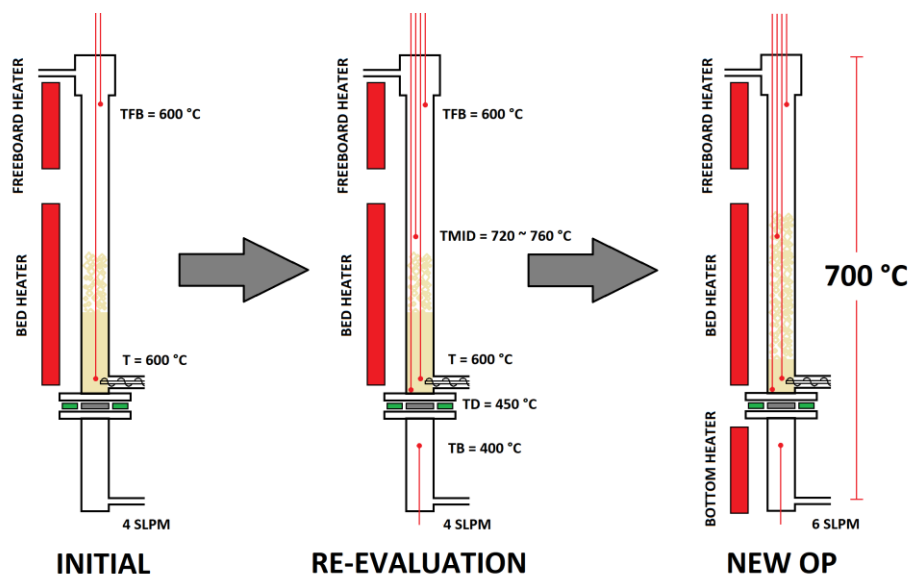 FREEBOARD HEATER
TFB = 600 °C
BED HEATER
T = 600 °C
4 SLPM
INITIAL
FREEBOARD HEATER
TFB = 600 °C
TMID = 720 ~ 760 °C
BED HEATER
T = 600 °C
TD = 450 °C
TB = 400 °C
4 SLPM
RE-EVALUATION
FREEBOARD HEATER
700 °C
BED HEATER
BOTTOM HEATER
6 SLPM
NEW OP